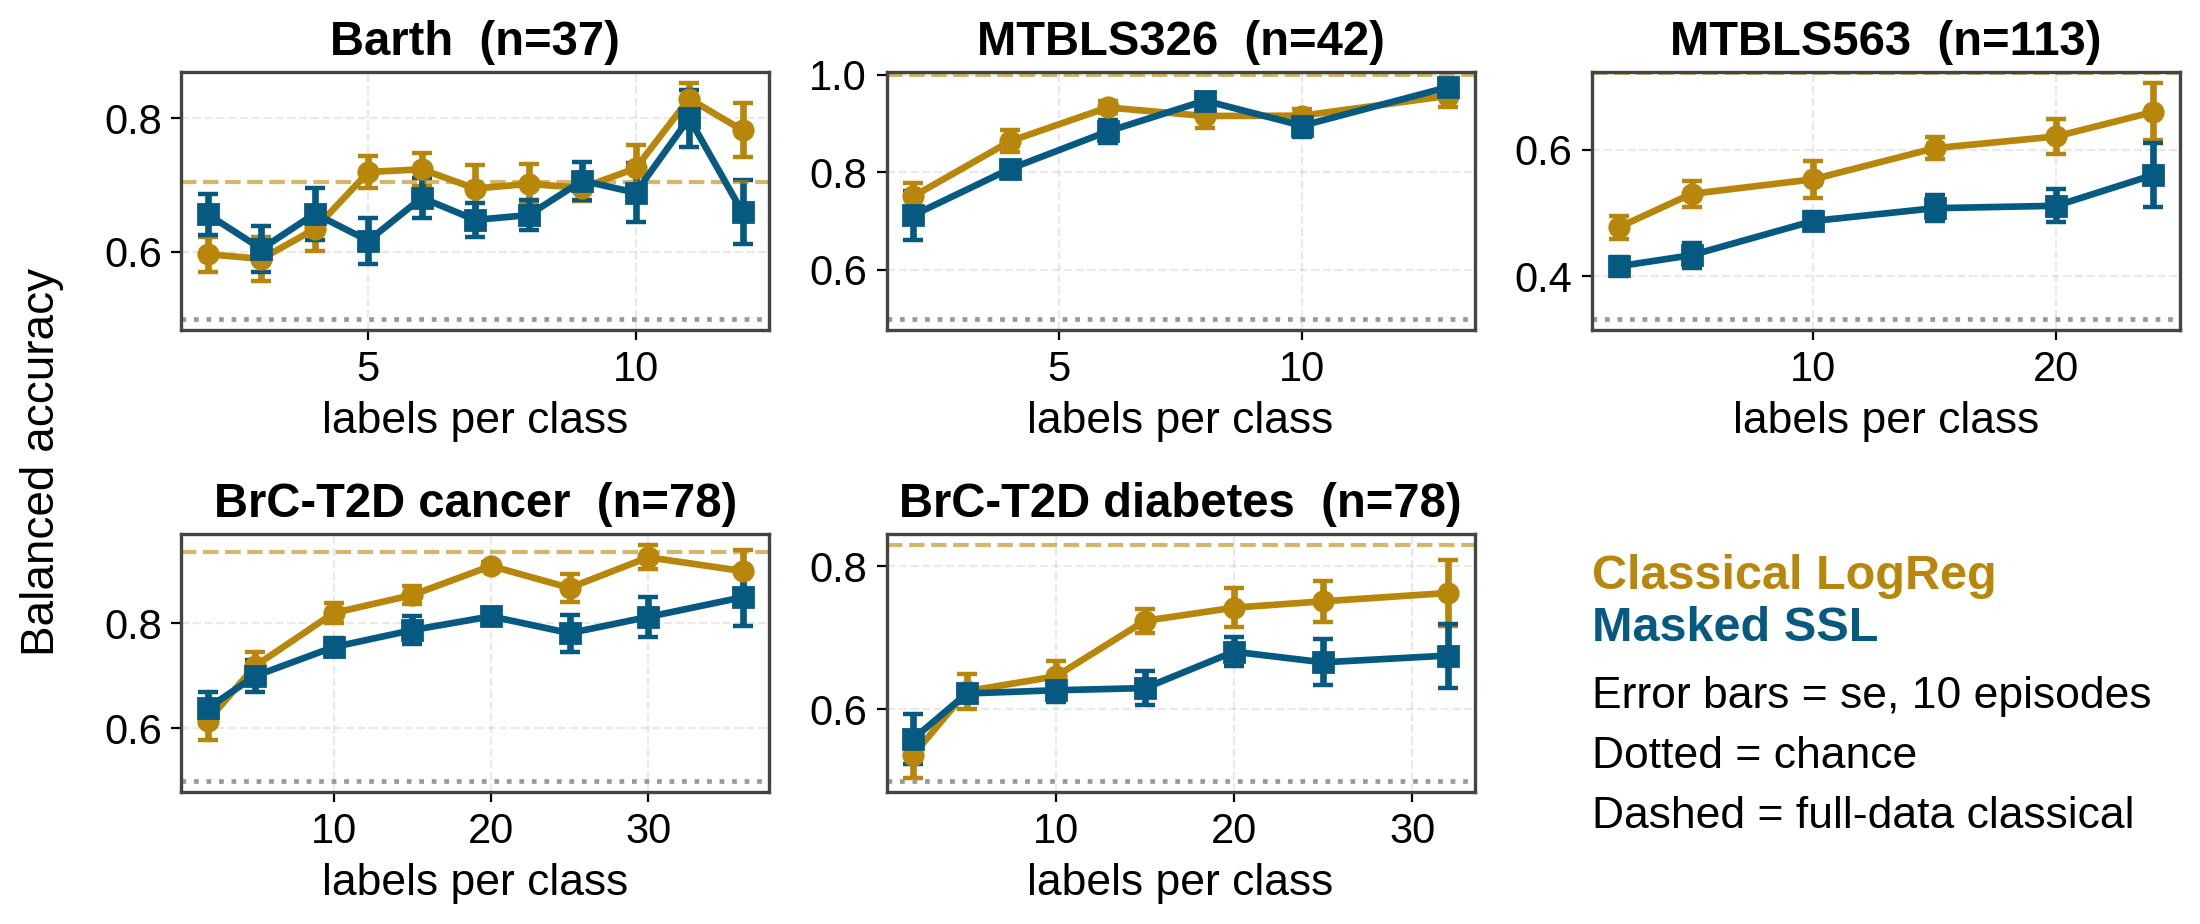 Barth (n=37)
MTBLS326 (n=42)
MTBLS563 (n=113)
0.8
0.6
5
10
labels per class
1.0
0.8
0.6
5
10
labels per class
0.6
0.4
10
20
labels per class
Balanced accuracy
BrC-T2D cancer (n=78)
BrC-T2D diabetes (n=78)
0.8
0.6
10
20
30
labels per class
0.8
0.6
10
20
30
labels per class
Classical LogReg
Masked SSL
Error bars = se, 10 episodes
Dotted = chance
Dashed = full-data classical